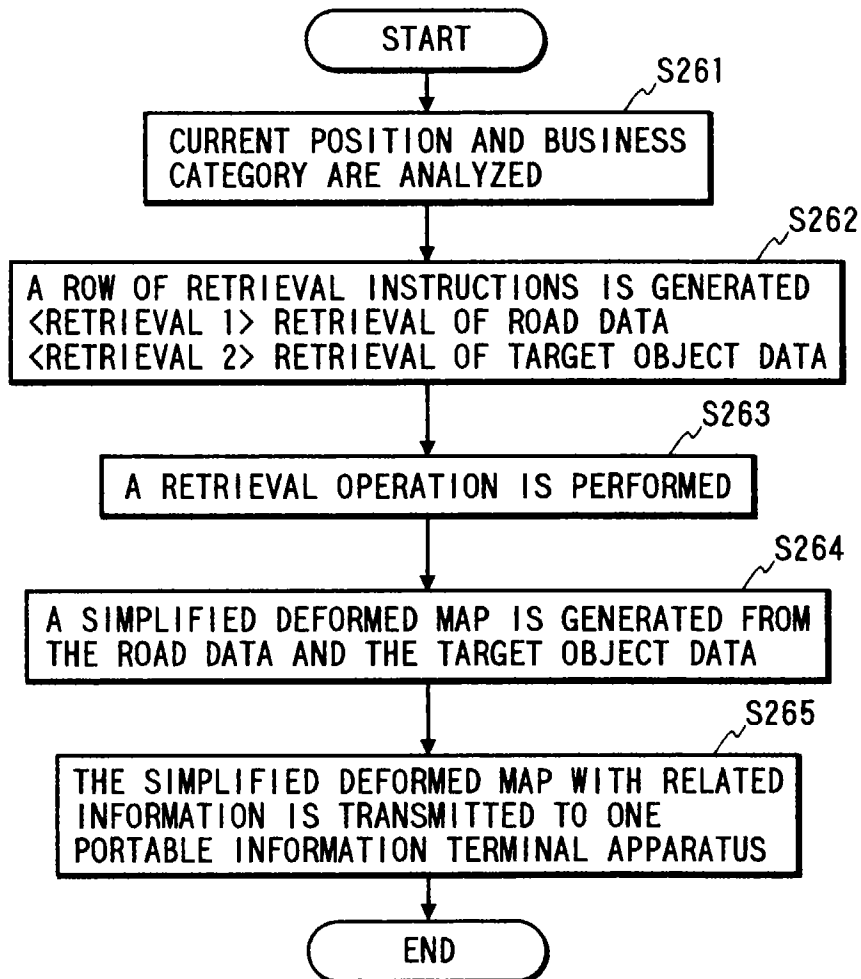 START
S261
CURRENT POSITION AND BUSINESS
CATEGORY ARE ANALYZED
S262
A ROW OF RETRIEVAL INSTRUCTIONS IS GENERATED
<RETRIEVAL 1> RETRIEVAL OF ROAD DATA
<RETRIEVAL 2> RETRIEVAL OF TARGET OBJECT DATA
S263
A RETRIEVAL OPERATION IS PERFORMED
S264
A SIMPLIFIED DEFORMED MAP IS GENERATED FROM
THE ROAD DATA AND THE TARGET OBJECT DATA
S265
THE SIMPLIFIED DEFORMED MAP WITH RELATED
INFORMATION IS TRANSMITTED TO ONE
PORTABLE INFORMATION TERMINAL APPARATUS
END